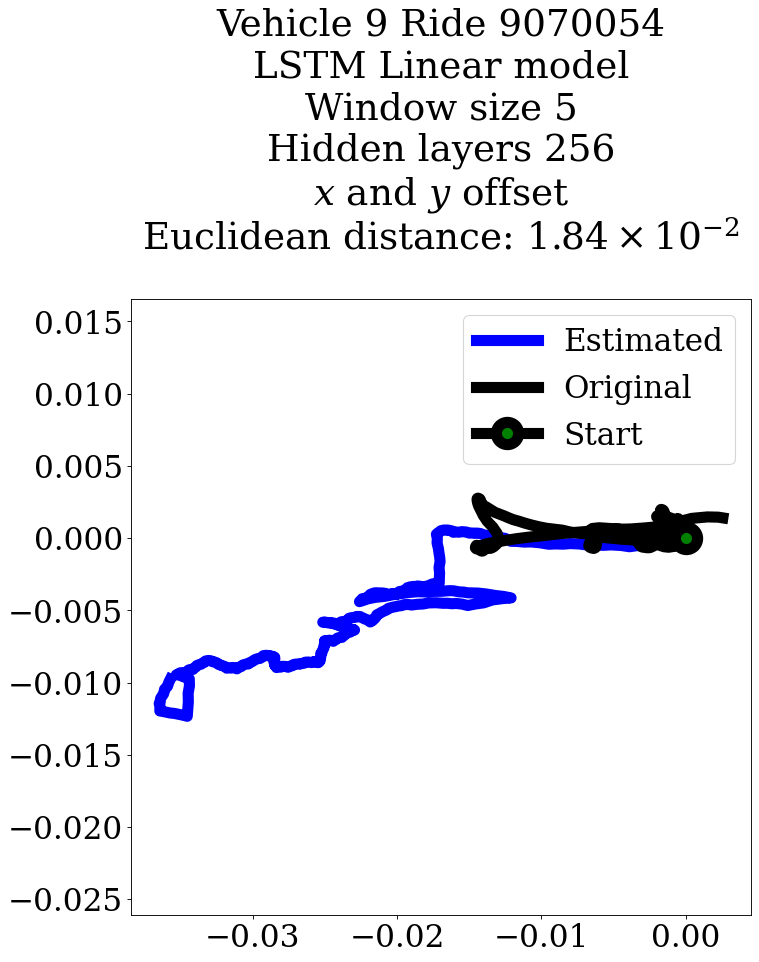 Vehicle 9 Ride 9070054
LSTM Linear model
Window size 5
Hidden layers 256
x and y offset
Euclidean distance: 1.84 × 10⁻²
Estimated
Original
Start
0.015
0.010
0.005
0.000
−0.005
−0.010
−0.015
−0.020
−0.025
−0.03 −0.02 −0.01 0.00